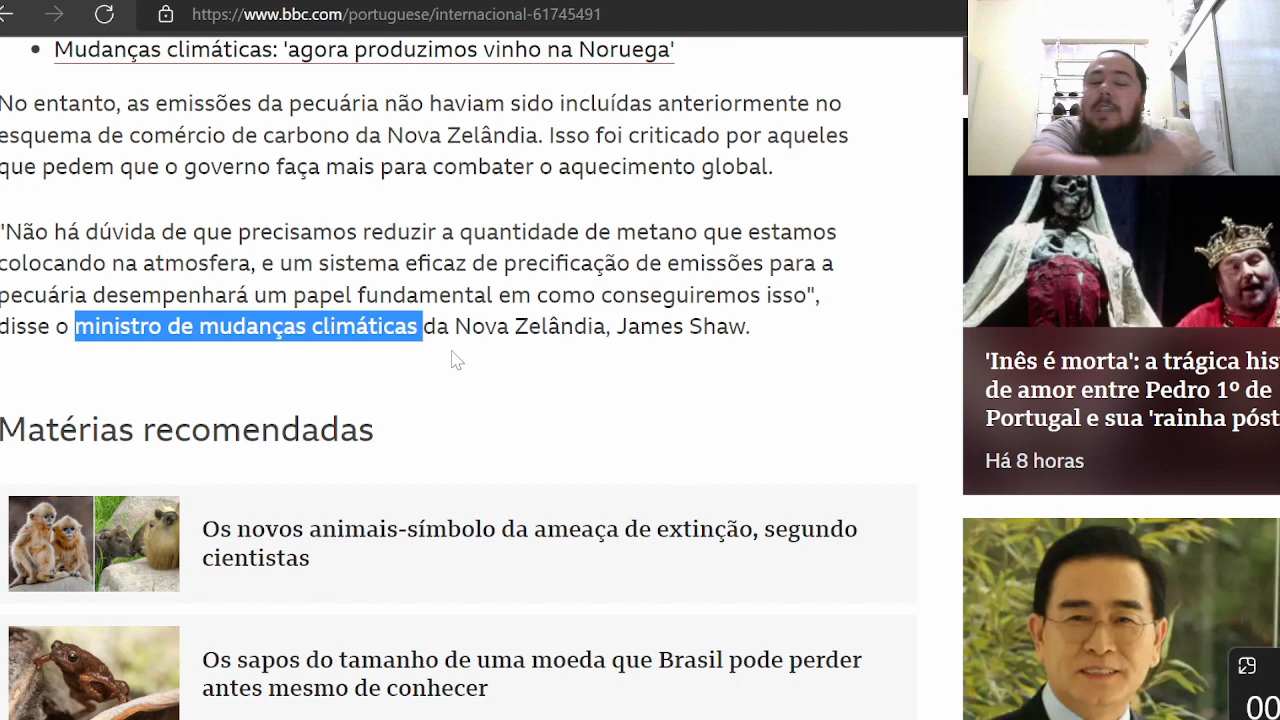 https://www.bbc.com/portuguese/internacional-61745491
Mudanças climáticas: 'agora produzimos vinho na Noruega'
No entanto, as emissões da pecuária não haviam sido incluídas anteriormente no
esquema de comércio de carbono da Nova Zelândia. Isso foi criticado por aqueles
que pedem que o governo faça mais para combater o aquecimento global.
"Não há dúvida de que precisamos reduzir a quantidade de metano que estamos
colocando na atmosfera, e um sistema eficaz de precificação de emissões para a
pecuária desempenhará um papel fundamental em como conseguiremos isso",
disse o ministro de mudanças climáticas da Nova Zelândia, James Shaw.
Matérias recomendadas
Os novos animais-símbolo da ameaça de extinção, segundo
cientistas
Os sapos do tamanho de uma moeda que Brasil pode perder
antes mesmo de conhecer
'Inês é morta': a trágica his
de amor entre Pedro 1º de
Portugal e sua 'rainha póst
Há 8 horas
00